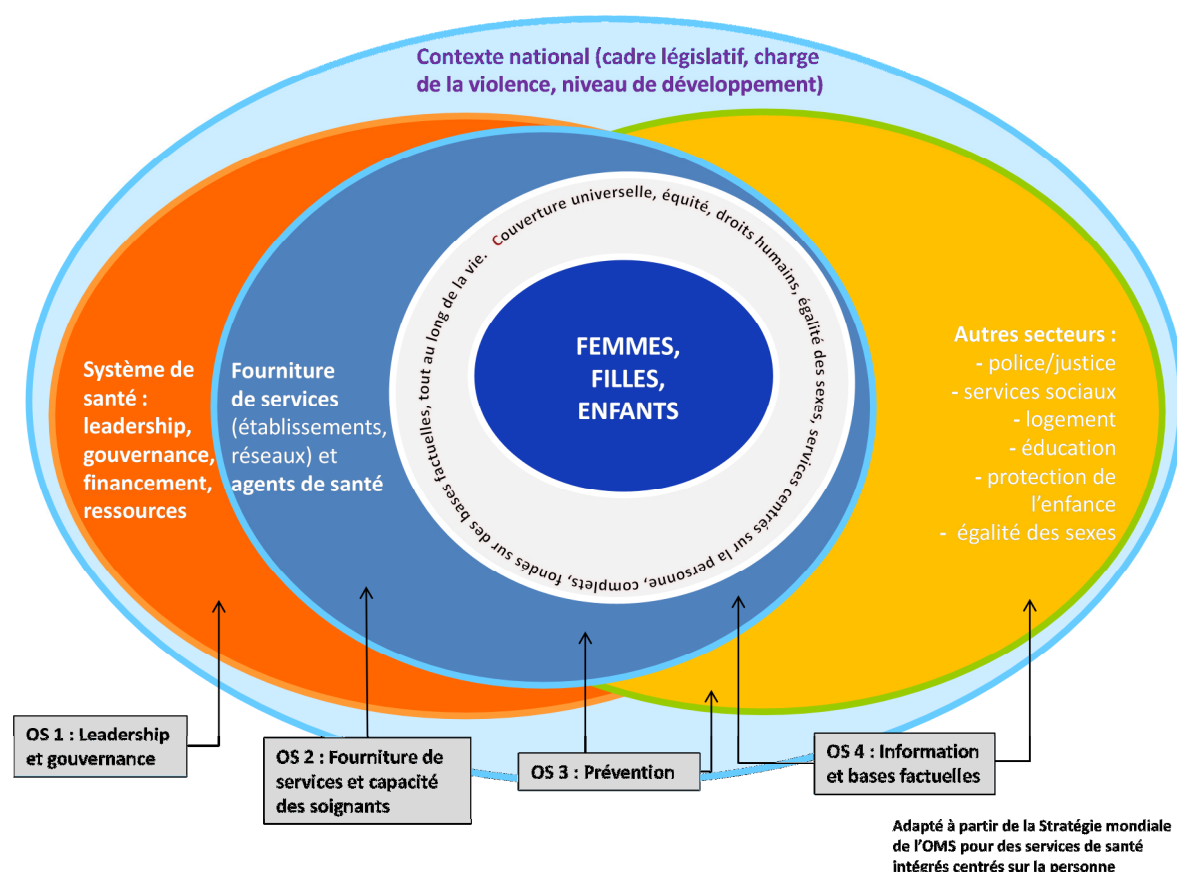 Contexte national (cadre législatif, charge
de la violence, niveau de développement)
Couverture universelle, équité, droits humains, égalité des sexes, services centrés sur la personne, complets, fondés sur des bases factuelles, tout au long de la vie.
FEMMES,
FILLES,
ENFANTS
Système de
santé :
leadership,
gouvernance,
financement,
ressources
Fourniture
de services
(établissements,
réseaux) et
agents de santé
Autres secteurs :
- police/justice
- services sociaux
- logement
- éducation
- protection de
l'enfance
- égalité des sexes
OS 1 : Leadership
et gouvernance
OS 2 : Fourniture de
services et capacité
des soignants
OS 3 : Prévention
OS 4 : Information
et bases factuelles
Adapté à partir de la Stratégie mondiale
de l'OMS pour des services de santé
intégrés centrés sur la personne